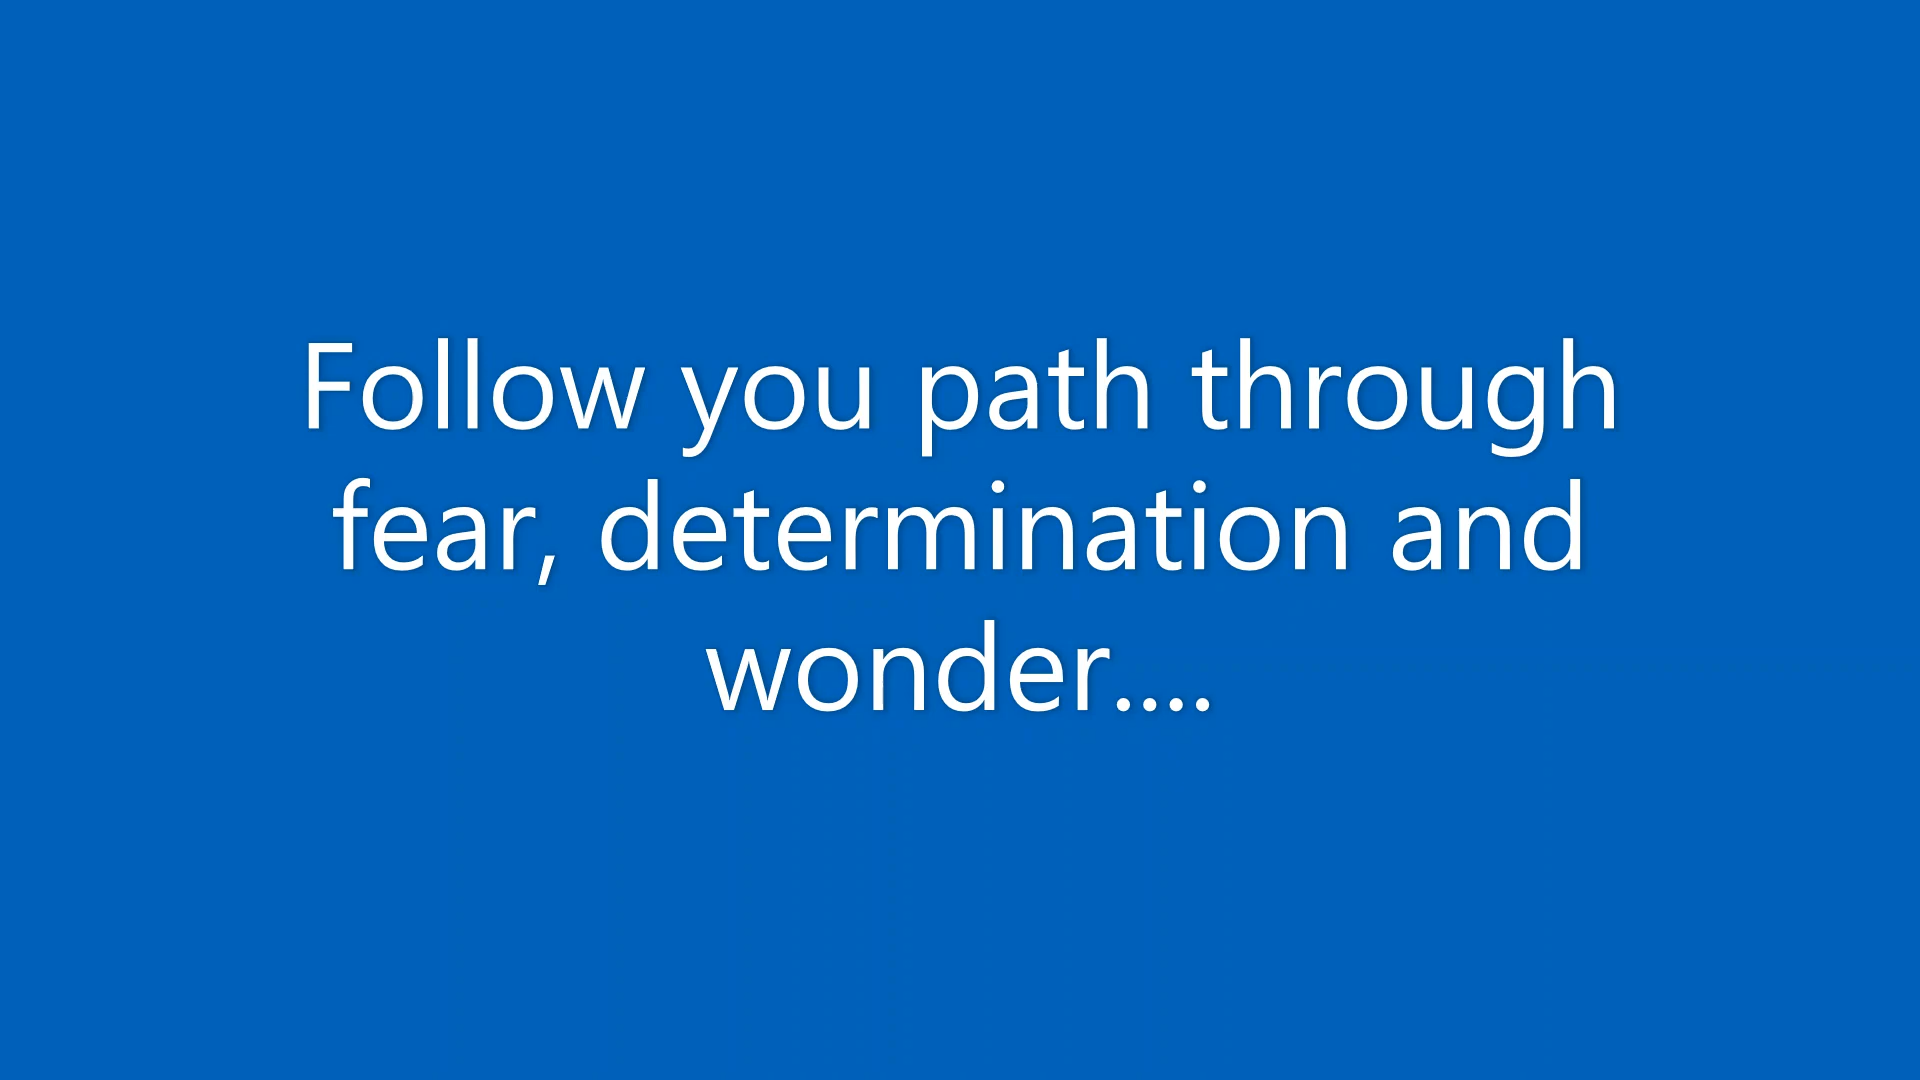 Follow you path through
fear, determination and
wonder....